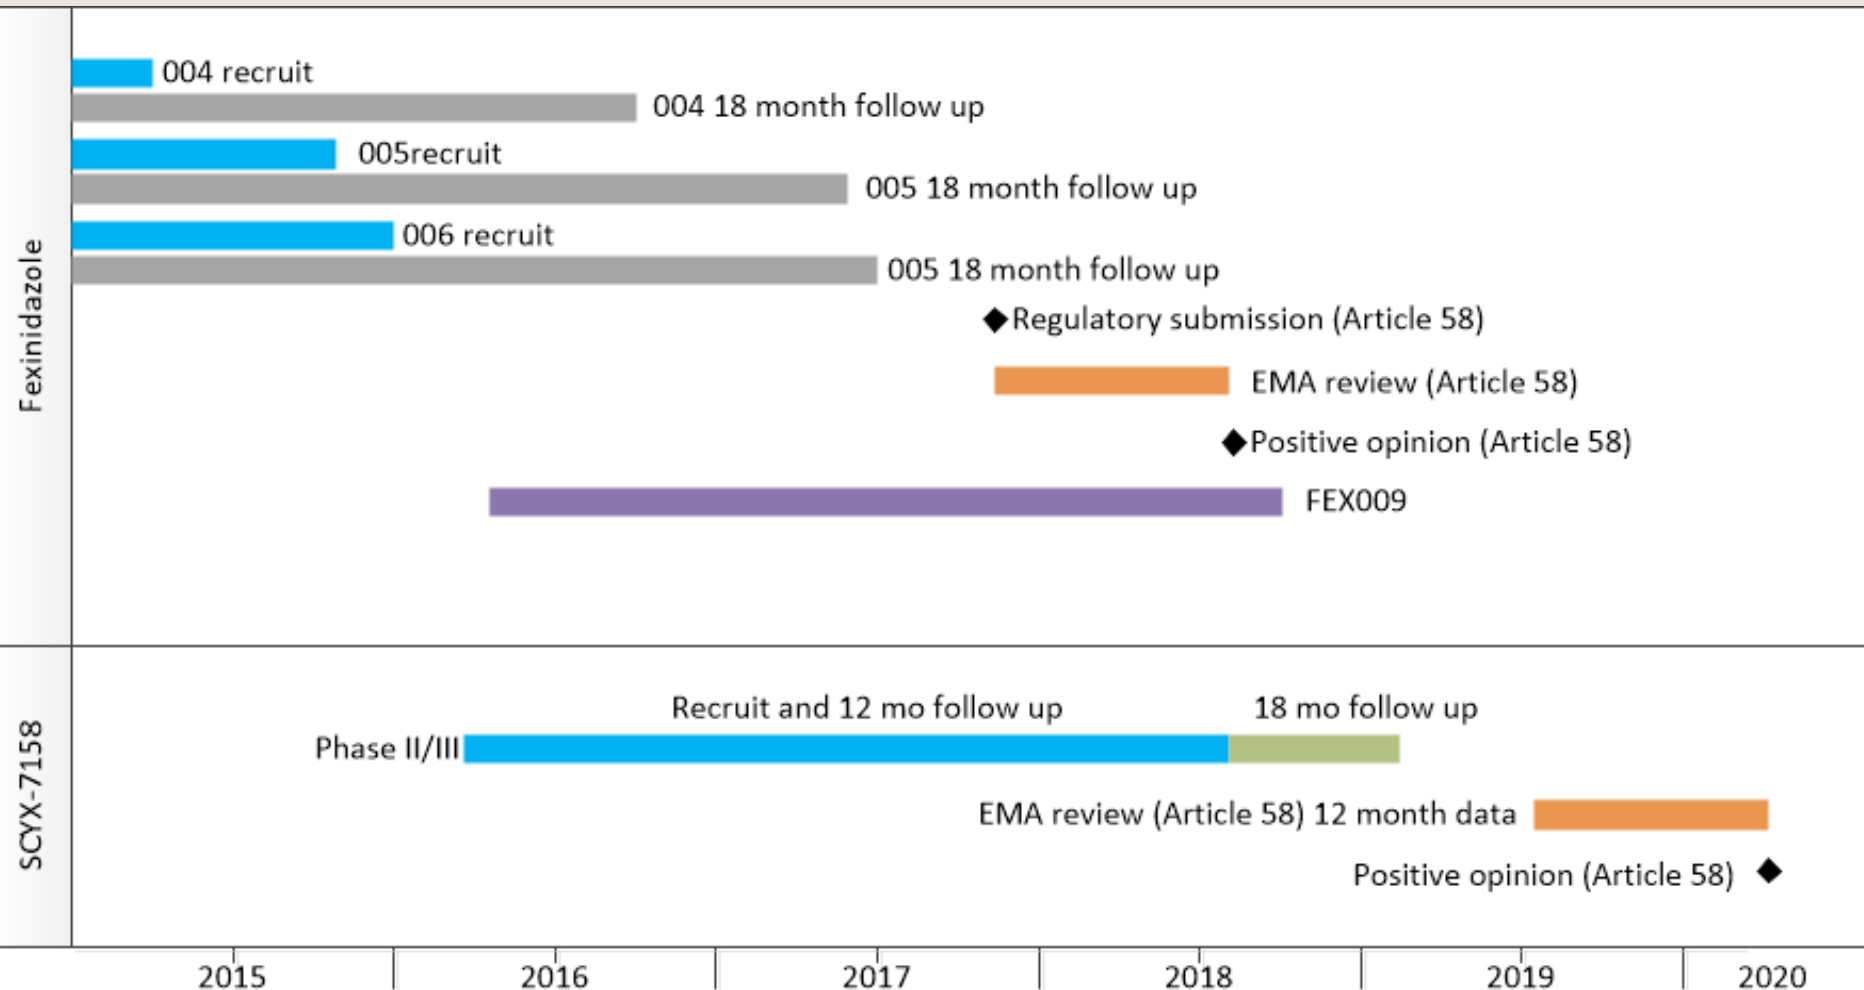 Fexinidazole
004 recruit
004 18 month follow up
005recruit
005 18 month follow up
006 recruit
005 18 month follow up
Regulatory submission (Article 58)
EMA review (Article 58)
Positive opinion (Article 58)
FEX009
SCYX-7158
Recruit and 12 mo follow up
18 mo follow up
Phase II/III
EMA review (Article 58) 12 month data
Positive opinion (Article 58)
2015 2016 2017 2018 2019 2020